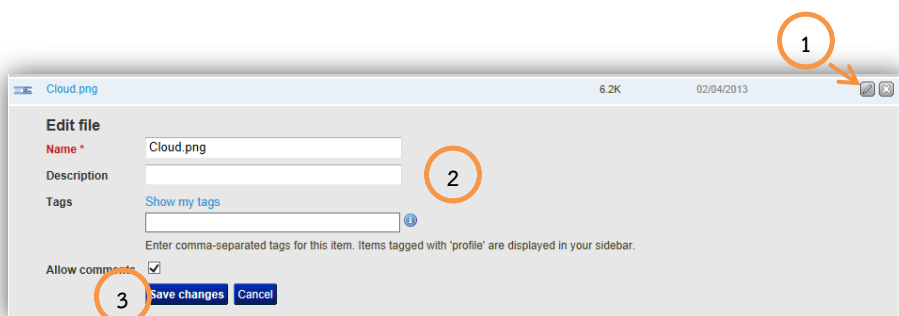 1
Cloud.png 6.2K 02/04/2013
Edit file
Name * Cloud.png
Description
2
Tags Show my tags
Enter comma-separated tags for this item. Items tagged with 'profile' are displayed in your sidebar.
Allow comments
3 Save changes Cancel